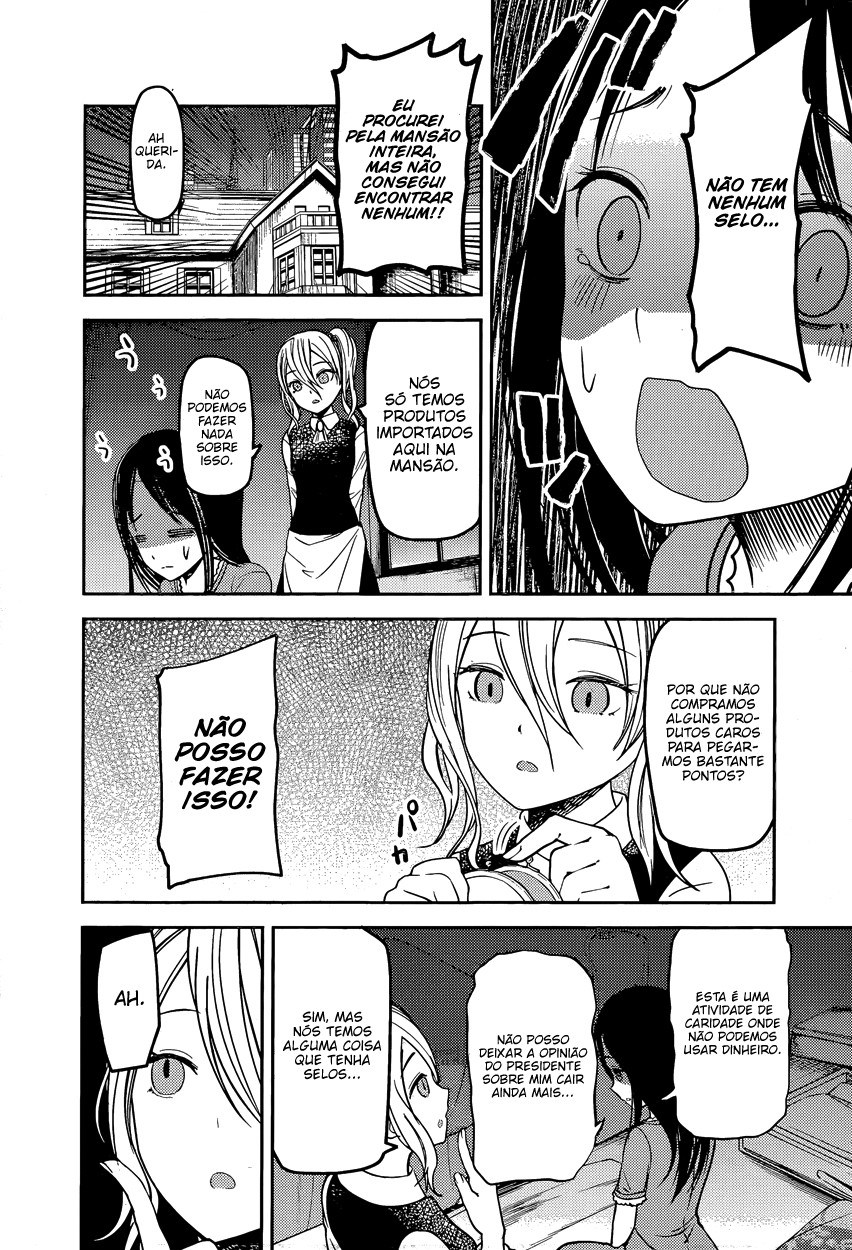 NÃO TEM
NENHUM
SELO...
EU
PROCUREI
PELA MANSÃO
INTEIRA,
MAS NÃO
CONSEGUI
ENCONTRAR
NENHUM!!
AH
QUERI-
DA.
NÓS
SÓ TEMOS
PRODUTOS
IMPORTADOS
AQUI NA
MANSÃO.
NÃO
PODEMOS
FAZER
NADA
SOBRE
ISSO.
うぅ
うぅ
POR QUE NÃO
COMPRAMOS
ALGUNS PRO-
DUTOS CAROS
PARA PEGAR-
MOS BASTANTE
PONTOS?
パカ
NÃO
POSSO
FAZER
ISSO!
ESTA É UMA
ATIVIDADE DE
CARIDADE ONDE
NÃO PODEMOS
USAR DINHEIRO.
NÃO POSSO
DEIXAR A OPINIÃO
DO PRESIDENTE
SOBRE MIM CAIR
AINDA MAIS...
SIM, MAS
NÓS TEMOS
ALGUMA COISA
QUE TENHA
SELOS...
AH.